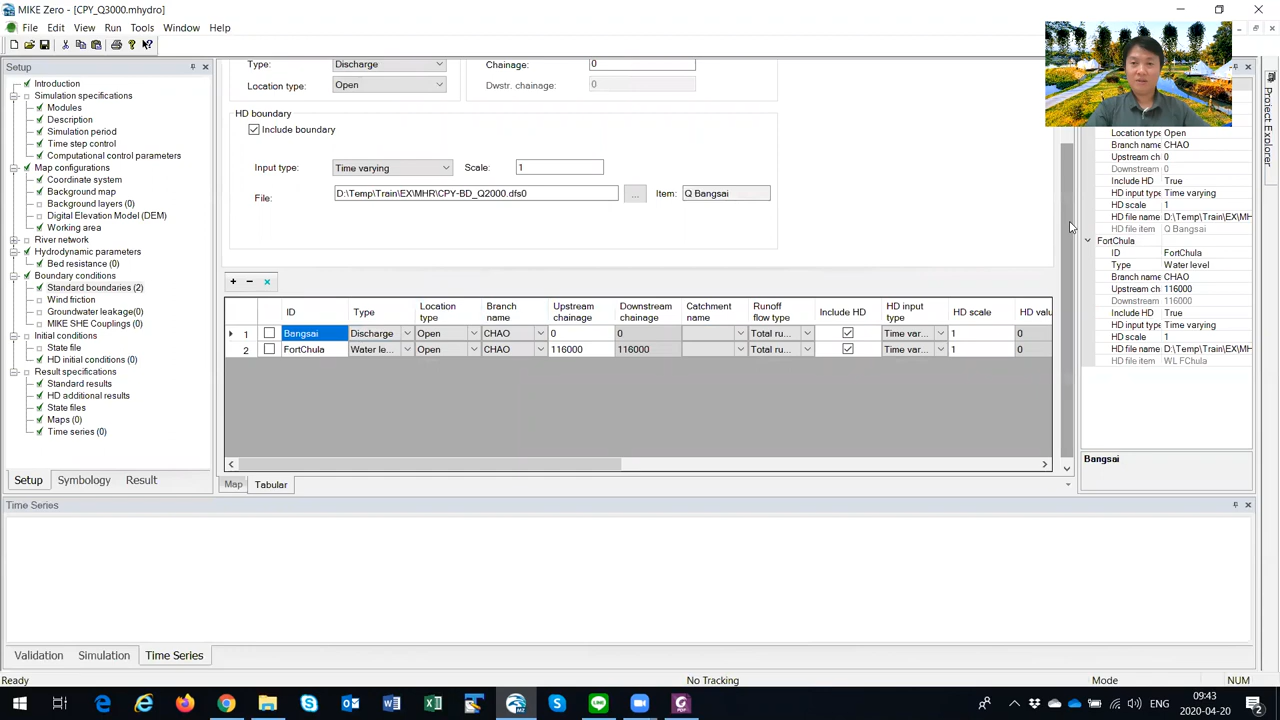 MIKE Zero - [CPY_Q3000.mhydro]
File Edit View Run Tools Window Help
Setup
Introduction
Simulation specifications
Modules
Description
Simulation period
Time step control
Computational control parameters
Map configurations
Coordinate system
Background map
Background layers (0)
Digital Elevation Model (DEM)
Working area
River network
Hydrodynamic parameters
Bed resistance (0)
Boundary conditions
Standard boundaries (2)
Wind friction
Groundwater leakage(0)
MIKE SHE Couplings(0)
Initial conditions
State file
HD initial conditions (0)
Result specifications
Standard results
HD additional results
State files
Maps (0)
Time series (0)
Setup Symbology Result
Type: Discharge Chainage: 0
Location type: Open Dwstr. chainage: 0
HD boundary
Include boundary
Input type: Time varying Scale: 1
File: D:\Temp\Train\EX\MHR\CPY-BD_Q2000.dfs0 ... Item: Q Bangsai
ID Type Location type Branch name Upstream chainage Downstream chainage Catchment name Runoff flow type Include HD HD input type HD scale HD valu
1 Bangsai Discharge Open CHAO 0 0 Total ru... Time var... 1 0
2 FortChula Water le... Open CHAO 116000 116000 Total ru... Time var... 1 0
Map Tabular
Location type Open
Branch name CHAO
Upstream ch 0
Downstream 0
Include HD True
HD input type Time varying
HD scale 1
HD file name D:\Temp\Train\EX\MH
HD file item Q Bangsai
FortChula
ID FortChula
Type Water level
Branch name CHAO
Upstream ch 116000
Downstream 116000
Include HD True
HD input type Time varying
HD scale 1
HD file name D:\Temp\Train\EX\MH
HD file item WL FChula
Bangsai
Project Explorer
Time Series
Validation Simulation Time Series
Ready No Tracking Mode NUM
ENG
09:43
2020-04-20
2